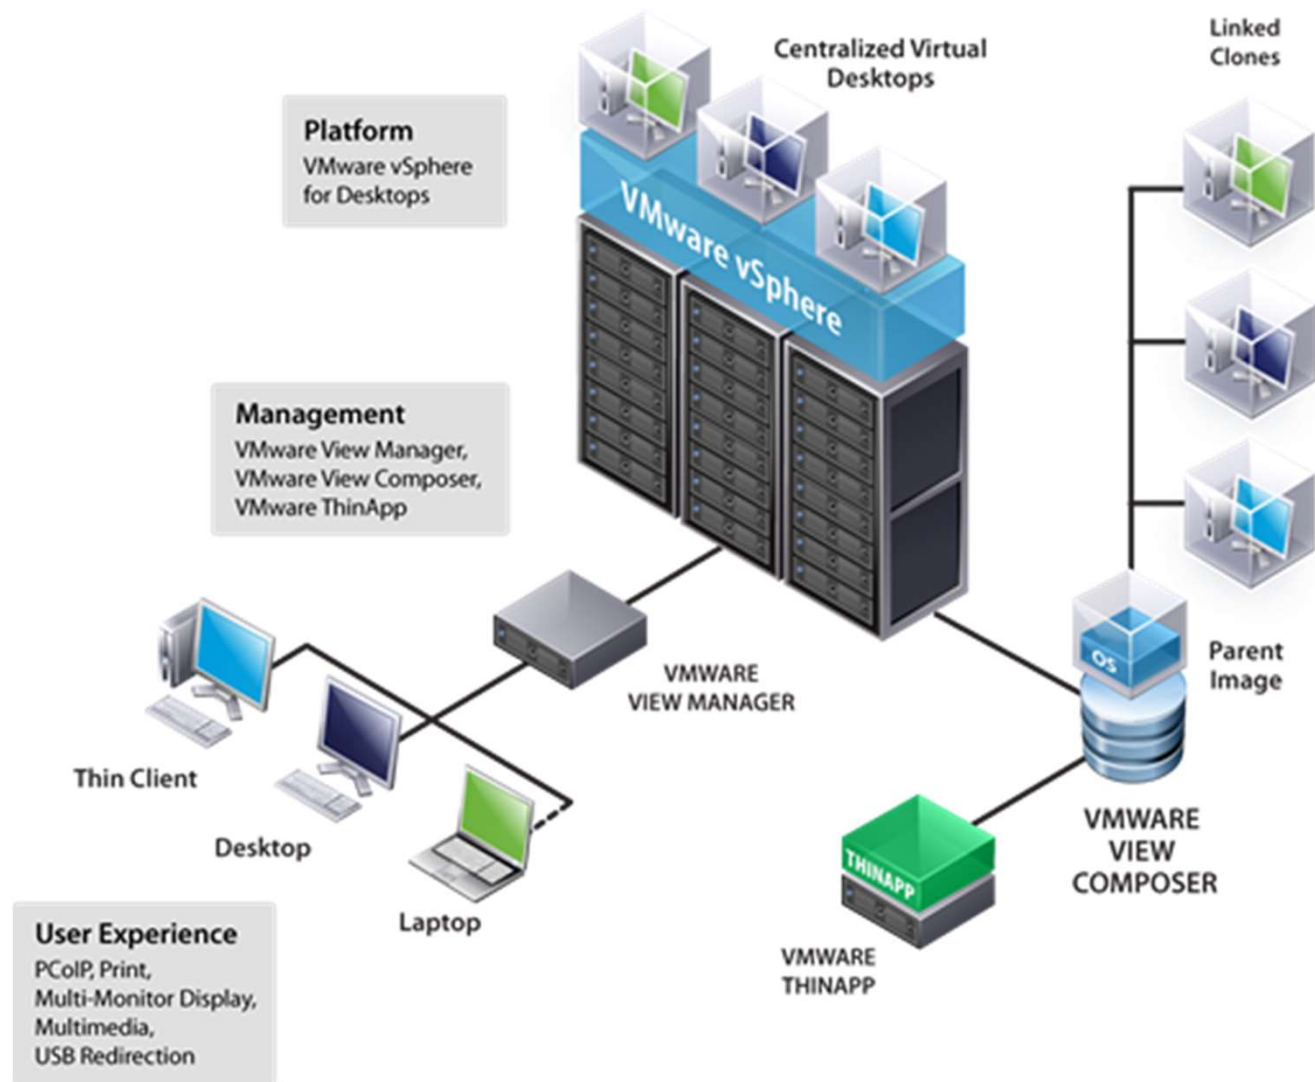 Centralized Virtual
Desktops
Linked
Clones
Platform
VMware vSphere
for Desktops
VMware vSphere
Management
VMware View Manager,
VMware View Composer,
VMware ThinApp
VMWARE
VIEW MANAGER
OS
Parent
Image
Thin Client
Desktop
Laptop
THINAPP
VMWARE
THINAPP
VMWARE
VIEW
COMPOSER
User Experience
PCoIP, Print,
Multi-Monitor Display,
Multimedia,
USB Redirection